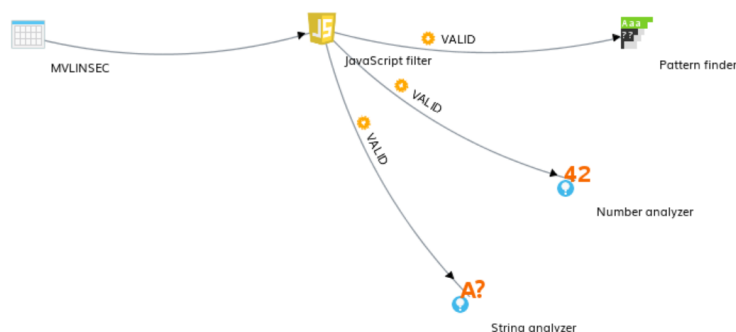 JS
Aaa
??
VALID
MVLINSEC
JavaScript filter
Pattern finder
VALID
VALID
42
Number analyzer
A?
String analyzer